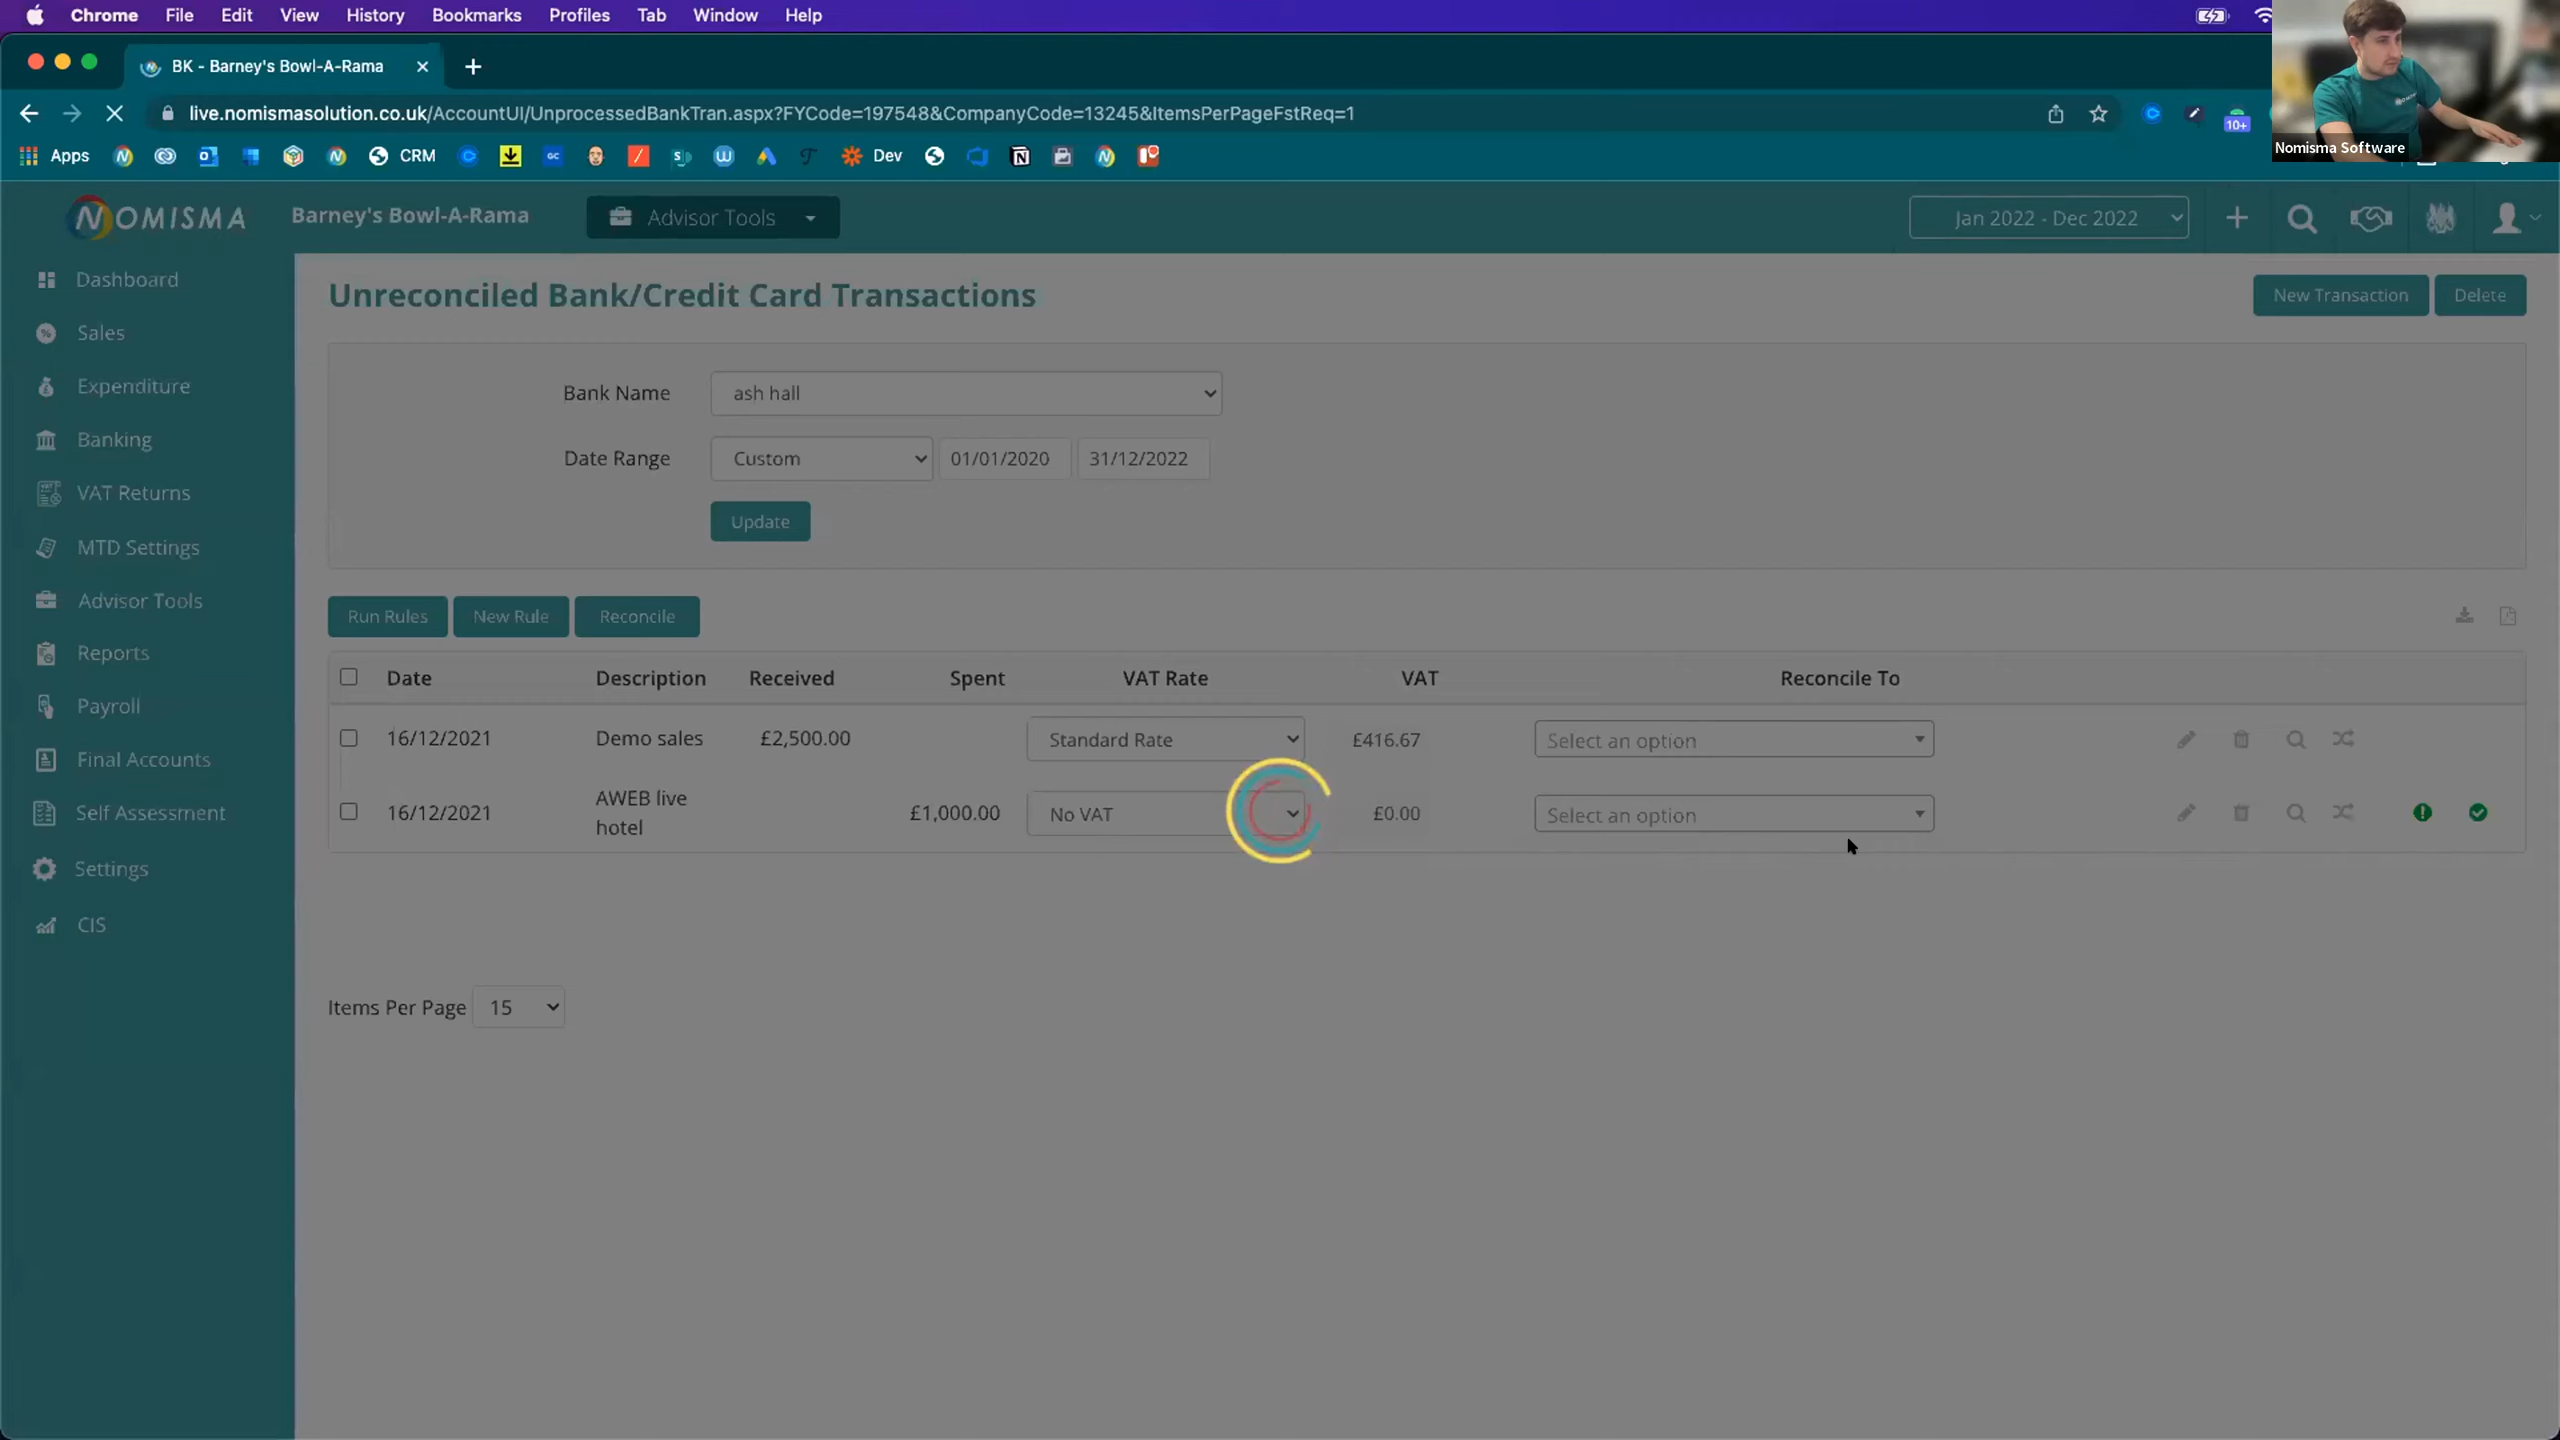 Chrome File Edit View History Bookmarks Profiles Tab Window Help
BK - Barney's Bowl-A-Rama
live.nomismasolution.co.uk/AccountUI/UnprocessedBankTran.aspx?FYCode=197548&CompanyCode=13245&ItemsPerPageFstReq=1
10+
Apps CRM GC Dev
Nomisma Software
NOMISMA Barney's Bowl-A-Rama Advisor Tools Jan 2022 - Dec 2022
Dashboard
Sales
Expenditure
Banking
VAT Returns
MTD Settings
Advisor Tools
Reports
Payroll
Final Accounts
Self Assessment
Settings
CIS
Unreconciled Bank/Credit Card Transactions
New Transaction Delete
Bank Name ash hall
Date Range Custom 01/01/2020 31/12/2022
Update
Run Rules New Rule Reconcile
Date Description Received Spent VAT Rate VAT Reconcile To
16/12/2021 Demo sales £2,500.00 Standard Rate £416.67 Select an option
16/12/2021 AWEB live hotel £1,000.00 No VAT £0.00 Select an option
Items Per Page 15